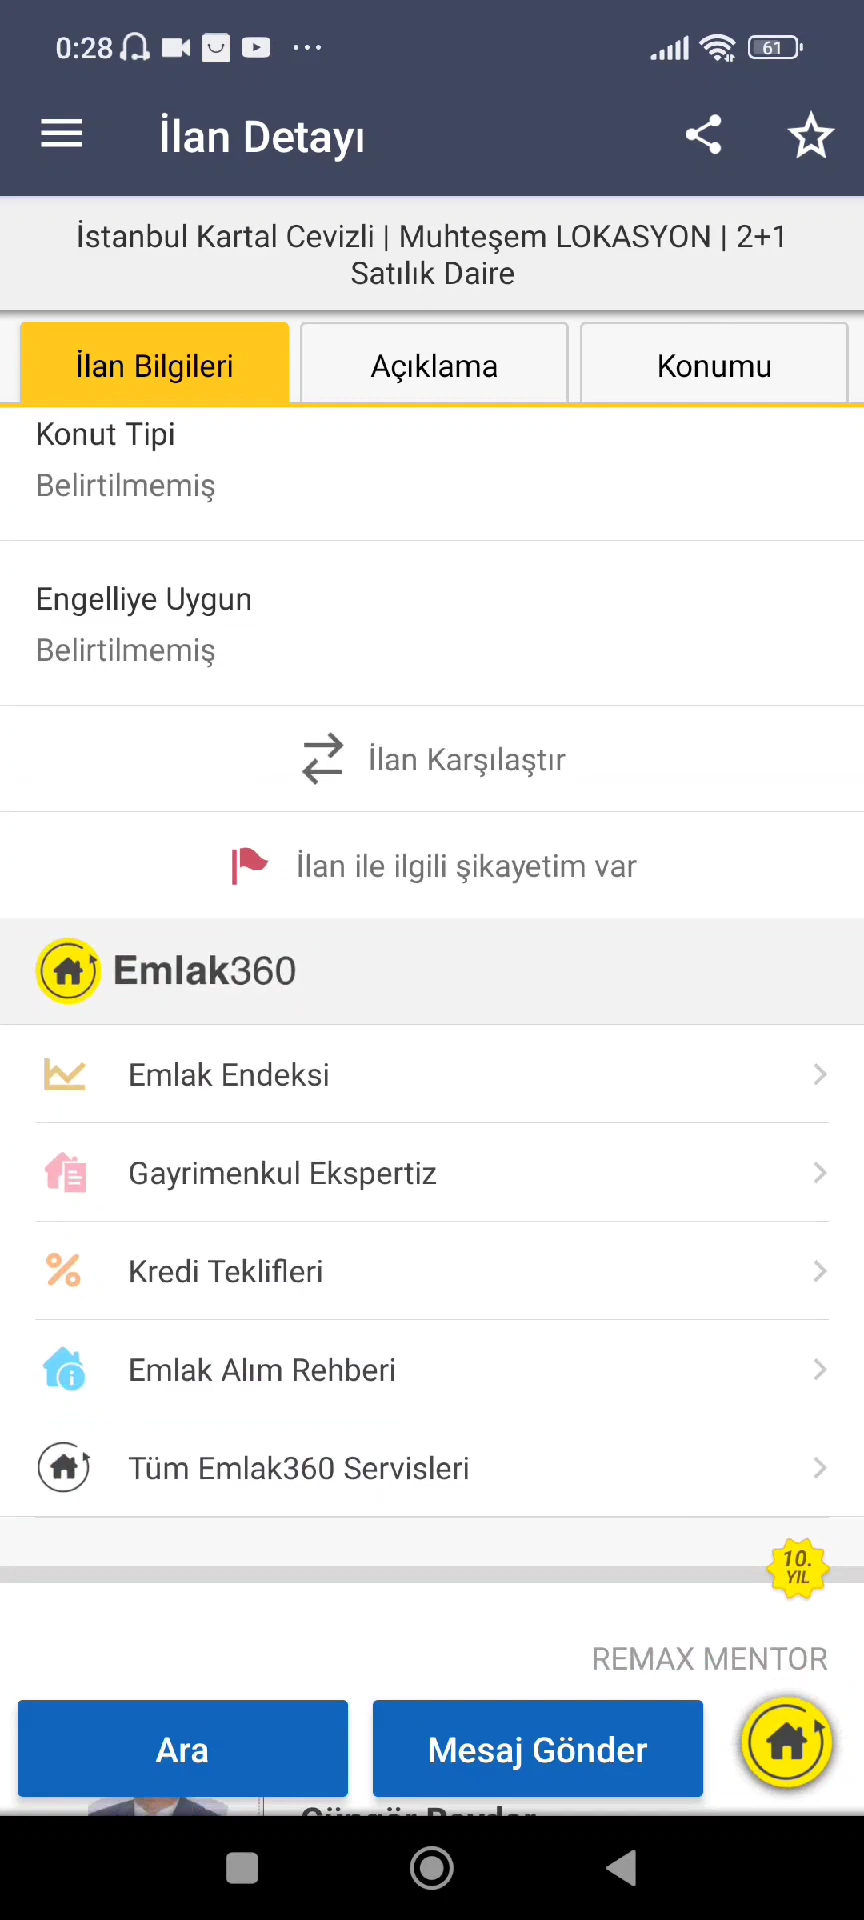 0:28
61
İlan Detayı
İstanbul Kartal Cevizli | Muhteşem LOKASYON | 2+1
Satılık Daire
İlan Bilgileri
Açıklama
Konumu
Konut Tipi
Belirtilmemiş
Engelliye Uygun
Belirtilmemiş
İlan Karşılaştır
İlan ile ilgili şikayetim var
Emlak360
Emlak Endeksi
Gayrimenkul Ekspertiz
Kredi Teklifleri
Emlak Alım Rehberi
Tüm Emlak360 Servisleri
10.
YIL
REMAX MENTOR
Ara
Mesaj Gönder